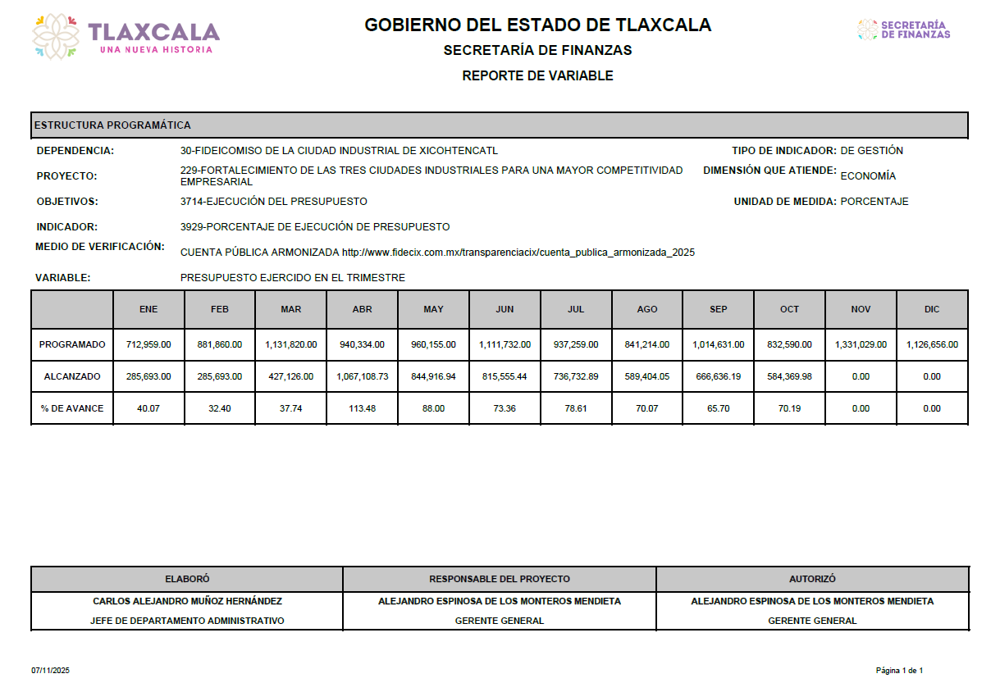 TLAXCALA
UNA NUEVA HISTORIA
GOBIERNO DEL ESTADO DE TLAXCALA
SECRETARÍA DE FINANZAS
REPORTE DE VARIABLE
SECRETARÍA
DE FINANZAS
ESTRUCTURA PROGRAMÁTICA
DEPENDENCIA: 30-FIDEICOMISO DE LA CIUDAD INDUSTRIAL DE XICOHTENCATL TIPO DE INDICADOR: DE GESTIÓN
PROYECTO: 229-FORTALECIMIENTO DE LAS TRES CIUDADES INDUSTRIALES PARA UNA MAYOR COMPETITIVIDAD EMPRESARIAL DIMENSIÓN QUE ATIENDE: ECONOMÍA
OBJETIVOS: 3714-EJECUCIÓN DEL PRESUPUESTO UNIDAD DE MEDIDA: PORCENTAJE
INDICADOR: 3929-PORCENTAJE DE EJECUCIÓN DE PRESUPUESTO
MEDIO DE VERIFICACIÓN: CUENTA PÚBLICA ARMONIZADA http://www.fidecix.com.mx/transparenciacix/cuenta_publica_armonizada_2025
VARIABLE: PRESUPUESTO EJERCIDO EN EL TRIMESTRE
ENE FEB MAR ABR MAY JUN JUL AGO SEP OCT NOV DIC
PROGRAMADO 712,959.00 881,860.00 1,131,820.00 940,334.00 960,155.00 1,111,732.00 937,259.00 841,214.00 1,014,631.00 832,590.00 1,331,029.00 1,126,656.00
ALCANZADO 285,693.00 285,693.00 427,126.00 1,067,108.73 844,916.94 815,555.44 736,732.89 589,404.05 666,636.19 584,369.98 0.00 0.00
% DE AVANCE 40.07 32.40 37.74 113.48 88.00 73.36 78.61 70.07 65.70 70.19 0.00 0.00
ELABORÓ RESPONSABLE DEL PROYECTO AUTORIZÓ
CARLOS ALEJANDRO MUÑOZ HERNÁNDEZ ALEJANDRO ESPINOSA DE LOS MONTEROS MENDIETA ALEJANDRO ESPINOSA DE LOS MONTEROS MENDIETA
JEFE DE DEPARTAMENTO ADMINISTRATIVO GERENTE GENERAL GERENTE GENERAL
07/11/2025 Página 1 de 1